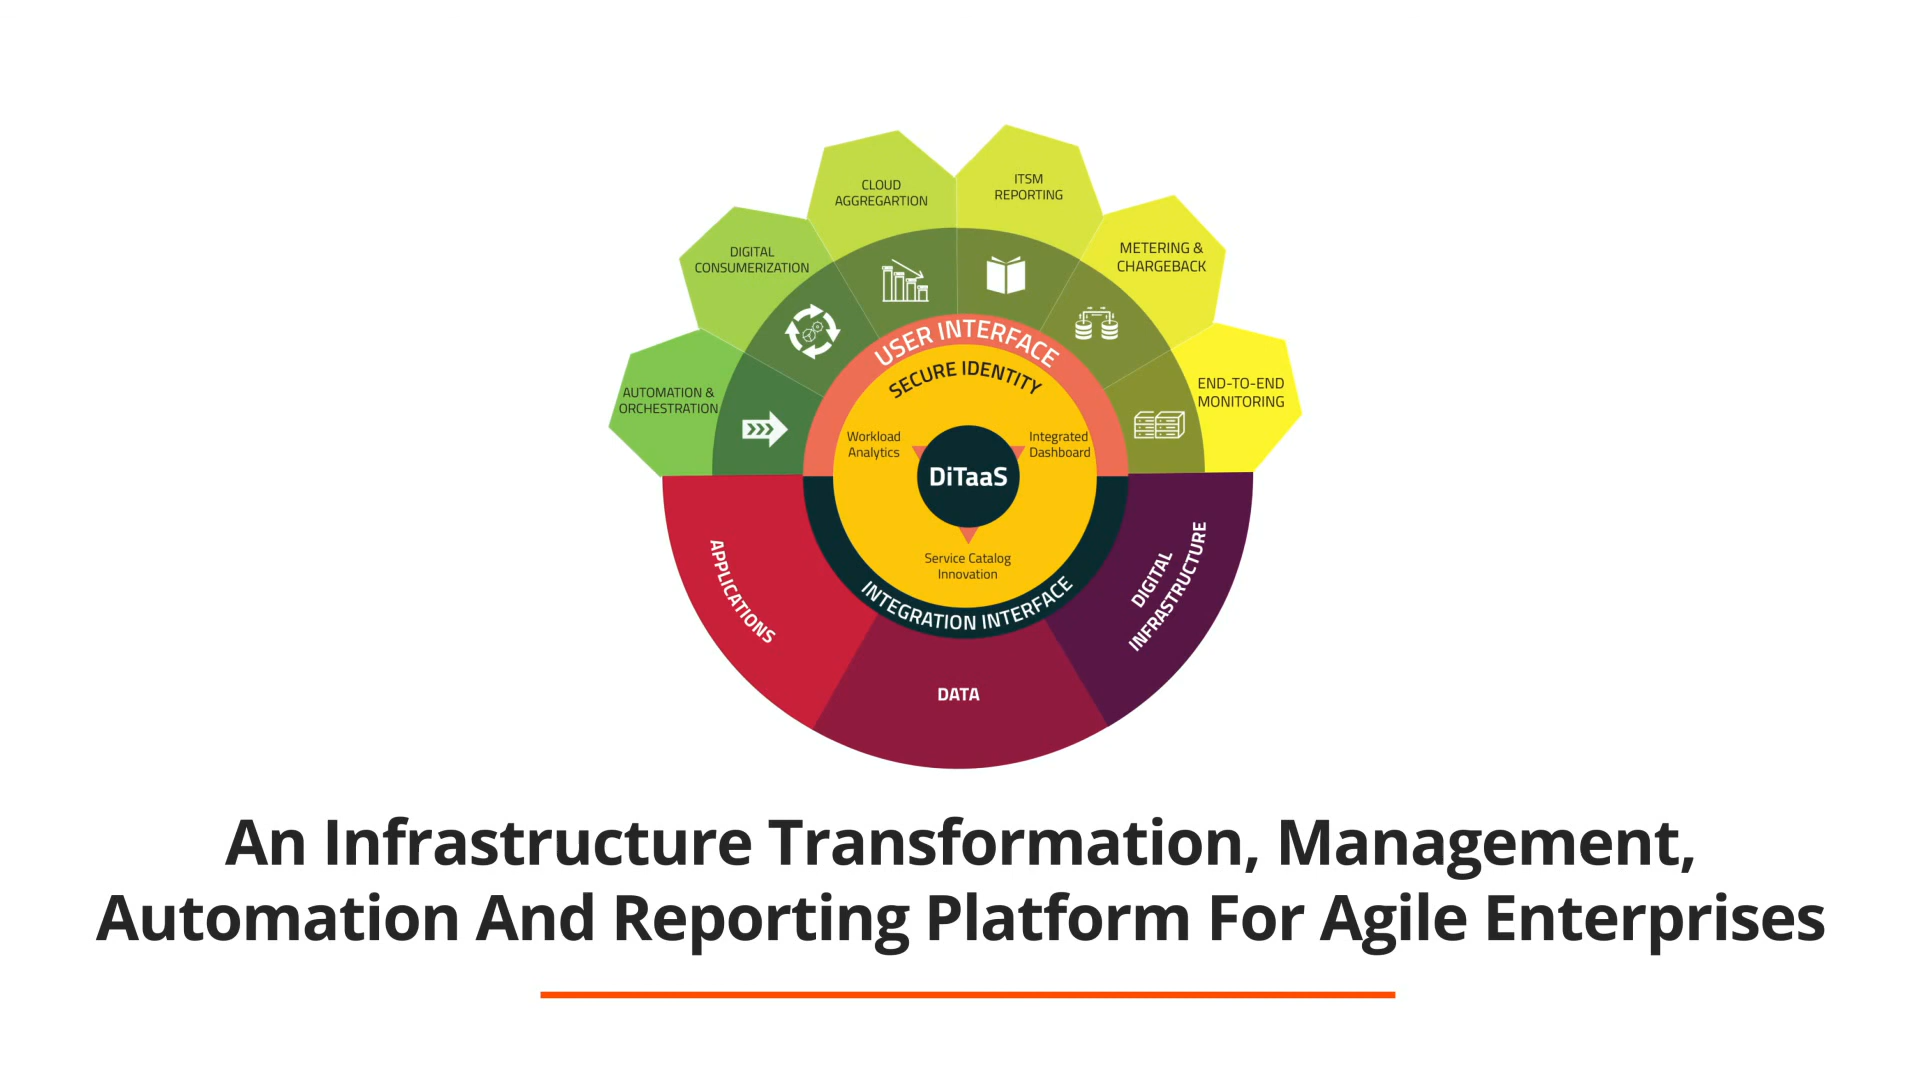 CLOUD
AGGREGARTION
ITSM
REPORTING
DIGITAL
CONSUMERIZATION
METERING &
CHARGEBACK
AUTOMATION &
ORCHESTRATION
END-TO-END
MONITORING
USER INTERFACE
SECURE IDENTITY
Workload
Analytics
Integrated
Dashboard
DiTaaS
Service Catalog
Innovation
INTEGRATION INTERFACE
APPLICATIONS
DATA
DIGITAL
INFRASTRUCTURE
An Infrastructure Transformation, Management,
Automation And Reporting Platform For Agile Enterprises